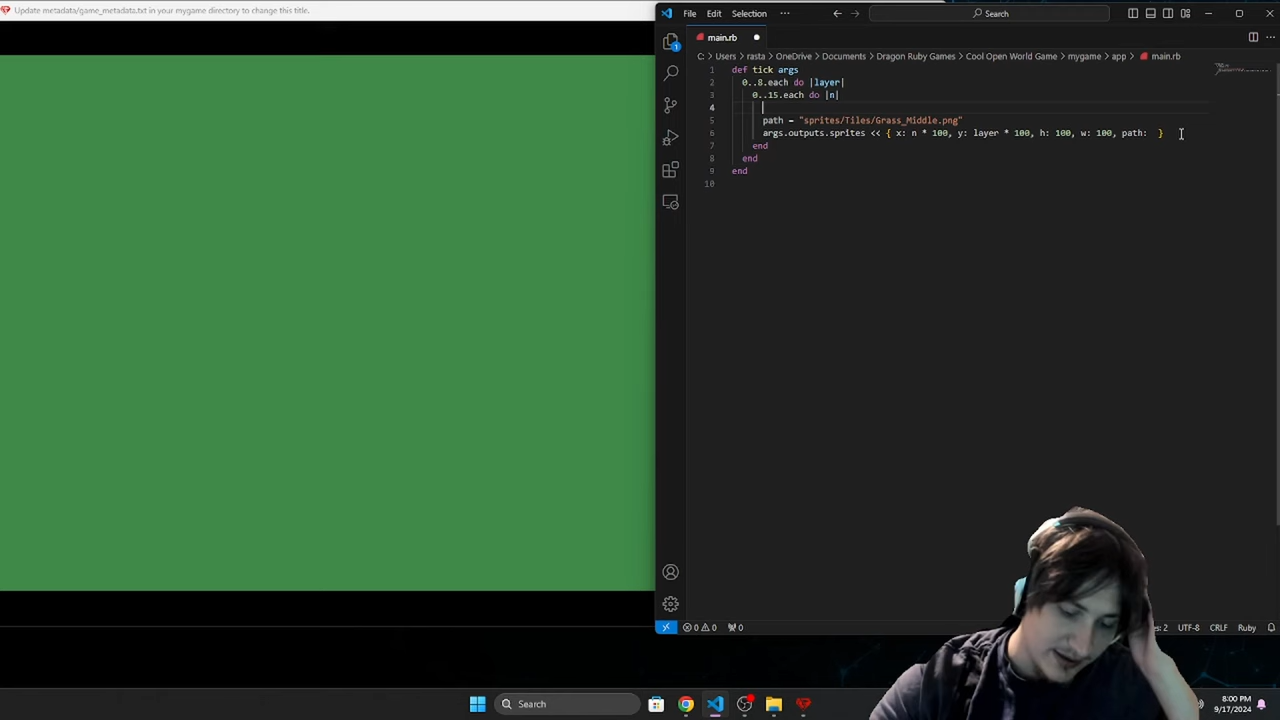 Update metadata/game_metadata.txt in your mygame directory to change this title.
File Edit Selection ··· Search
main.rb
C: > Users > rasta > OneDrive > Documents > Dragon Ruby Games > Cool Open World Game > mygame > app > main.rb
1 def tick args
2 0..8.each do |layer|
3 0..15.each do |n|
4
5 path = "sprites/Tiles/Grass_Middle.png"
6 args.outputs.sprites << { x: n * 100, y: layer * 100, h: 100, w: 100, path: }
7 end
8 end
9 end
10
0 0 0 UTF-8 CRLF Ruby
Search
8:00 PM
9/17/2024